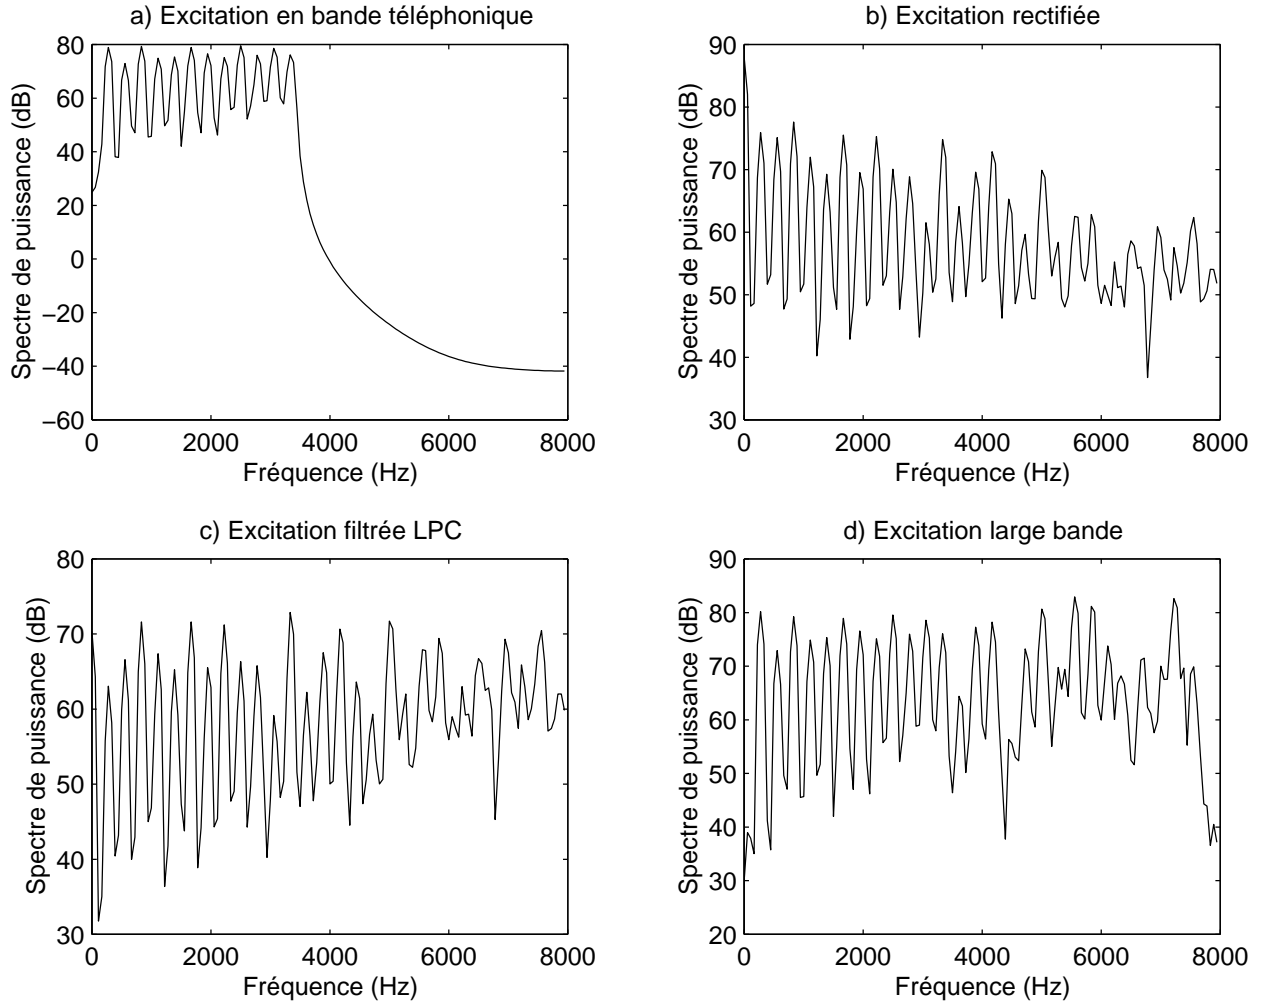 a) Excitation en bande téléphonique
80
60
40
20
0
−20
−40
−60
Spectre de puissance (dB)
0 2000 4000 6000 8000
Fréquence (Hz)
b) Excitation rectifiée
90
80
70
60
50
40
30
Spectre de puissance (dB)
0 2000 4000 6000 8000
Fréquence (Hz)
c) Excitation filtrée LPC
80
70
60
50
40
30
Spectre de puissance (dB)
0 2000 4000 6000 8000
Fréquence (Hz)
d) Excitation large bande
90
80
70
60
50
40
30
20
Spectre de puissance (dB)
0 2000 4000 6000 8000
Fréquence (Hz)